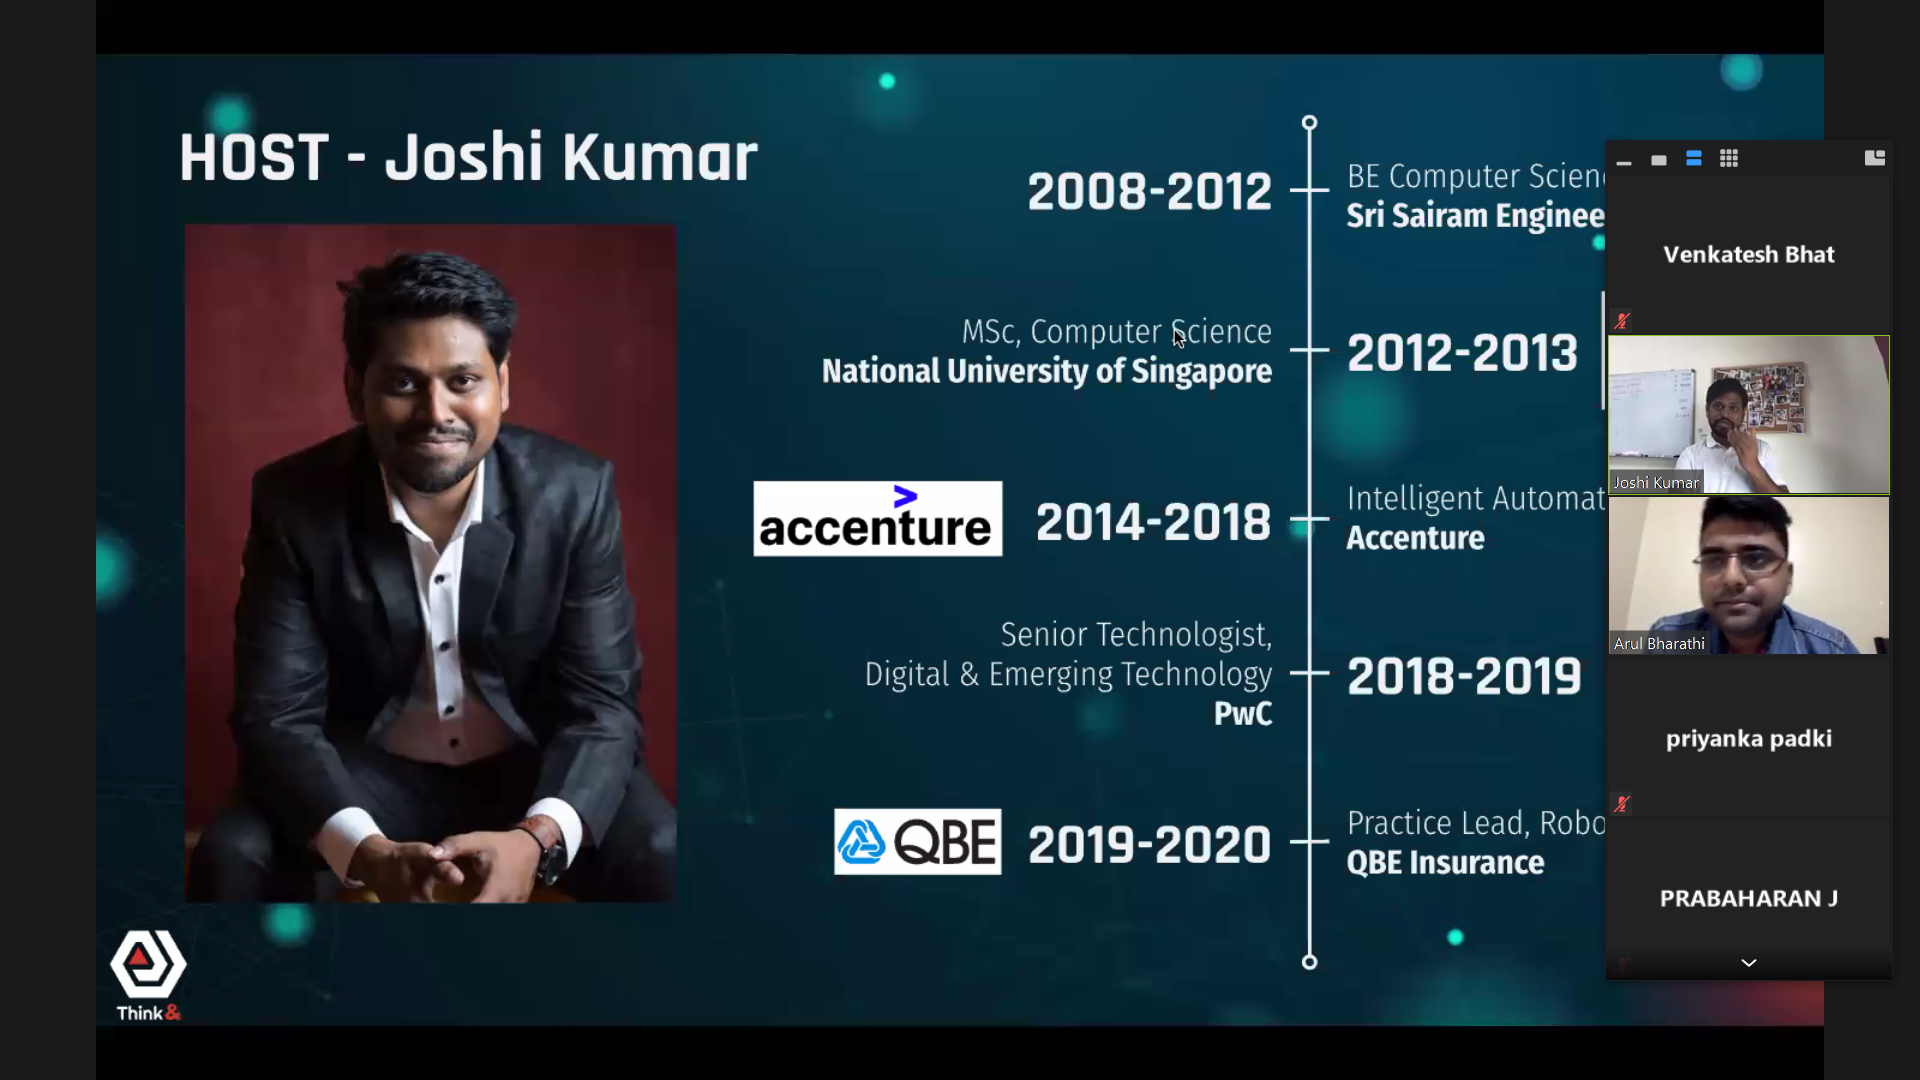 HOST - Joshi Kumar
2008-2012
BE Computer Scien
Sri Sairam Enginee
MSc, Computer Science
National University of Singapore
2012-2013
accenture
2014-2018
Intelligent Automat
Accenture
Senior Technologist,
Digital & Emerging Technology
PwC
2018-2019
QBE
2019-2020
Practice Lead, Robo
QBE Insurance
Think&
Venkatesh Bhat
Joshi Kumar
Arul Bharathi
priyanka padki
PRABAHARAN J